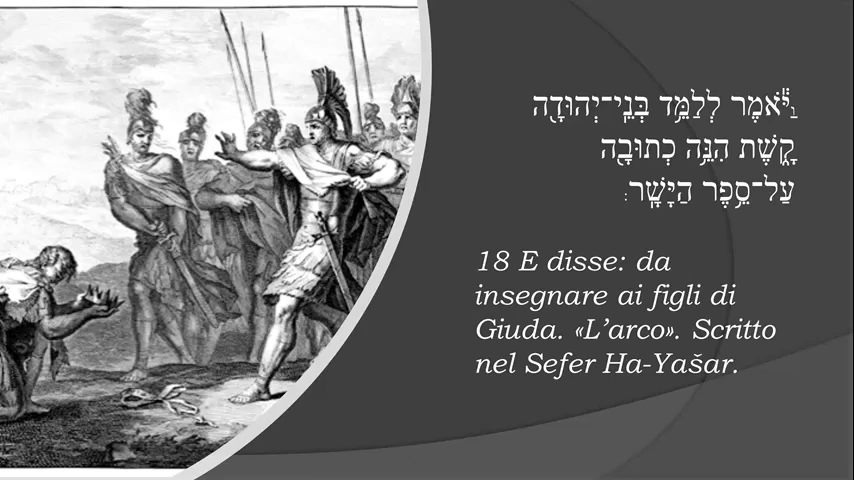 וַיֹּ֕אמֶר לְלַמֵּ֥ד בְּנֵֽי־יְהוּדָ֖ה
קָ֑שֶׁת הִנֵּ֥ה כְתוּבָ֖ה
עַל־סֵ֥פֶר הַיָּשָֽׁר׃
18 E disse: da
insegnare ai figli di
Giuda. «L’arco». Scritto
nel Sefer Ha-Yašar.